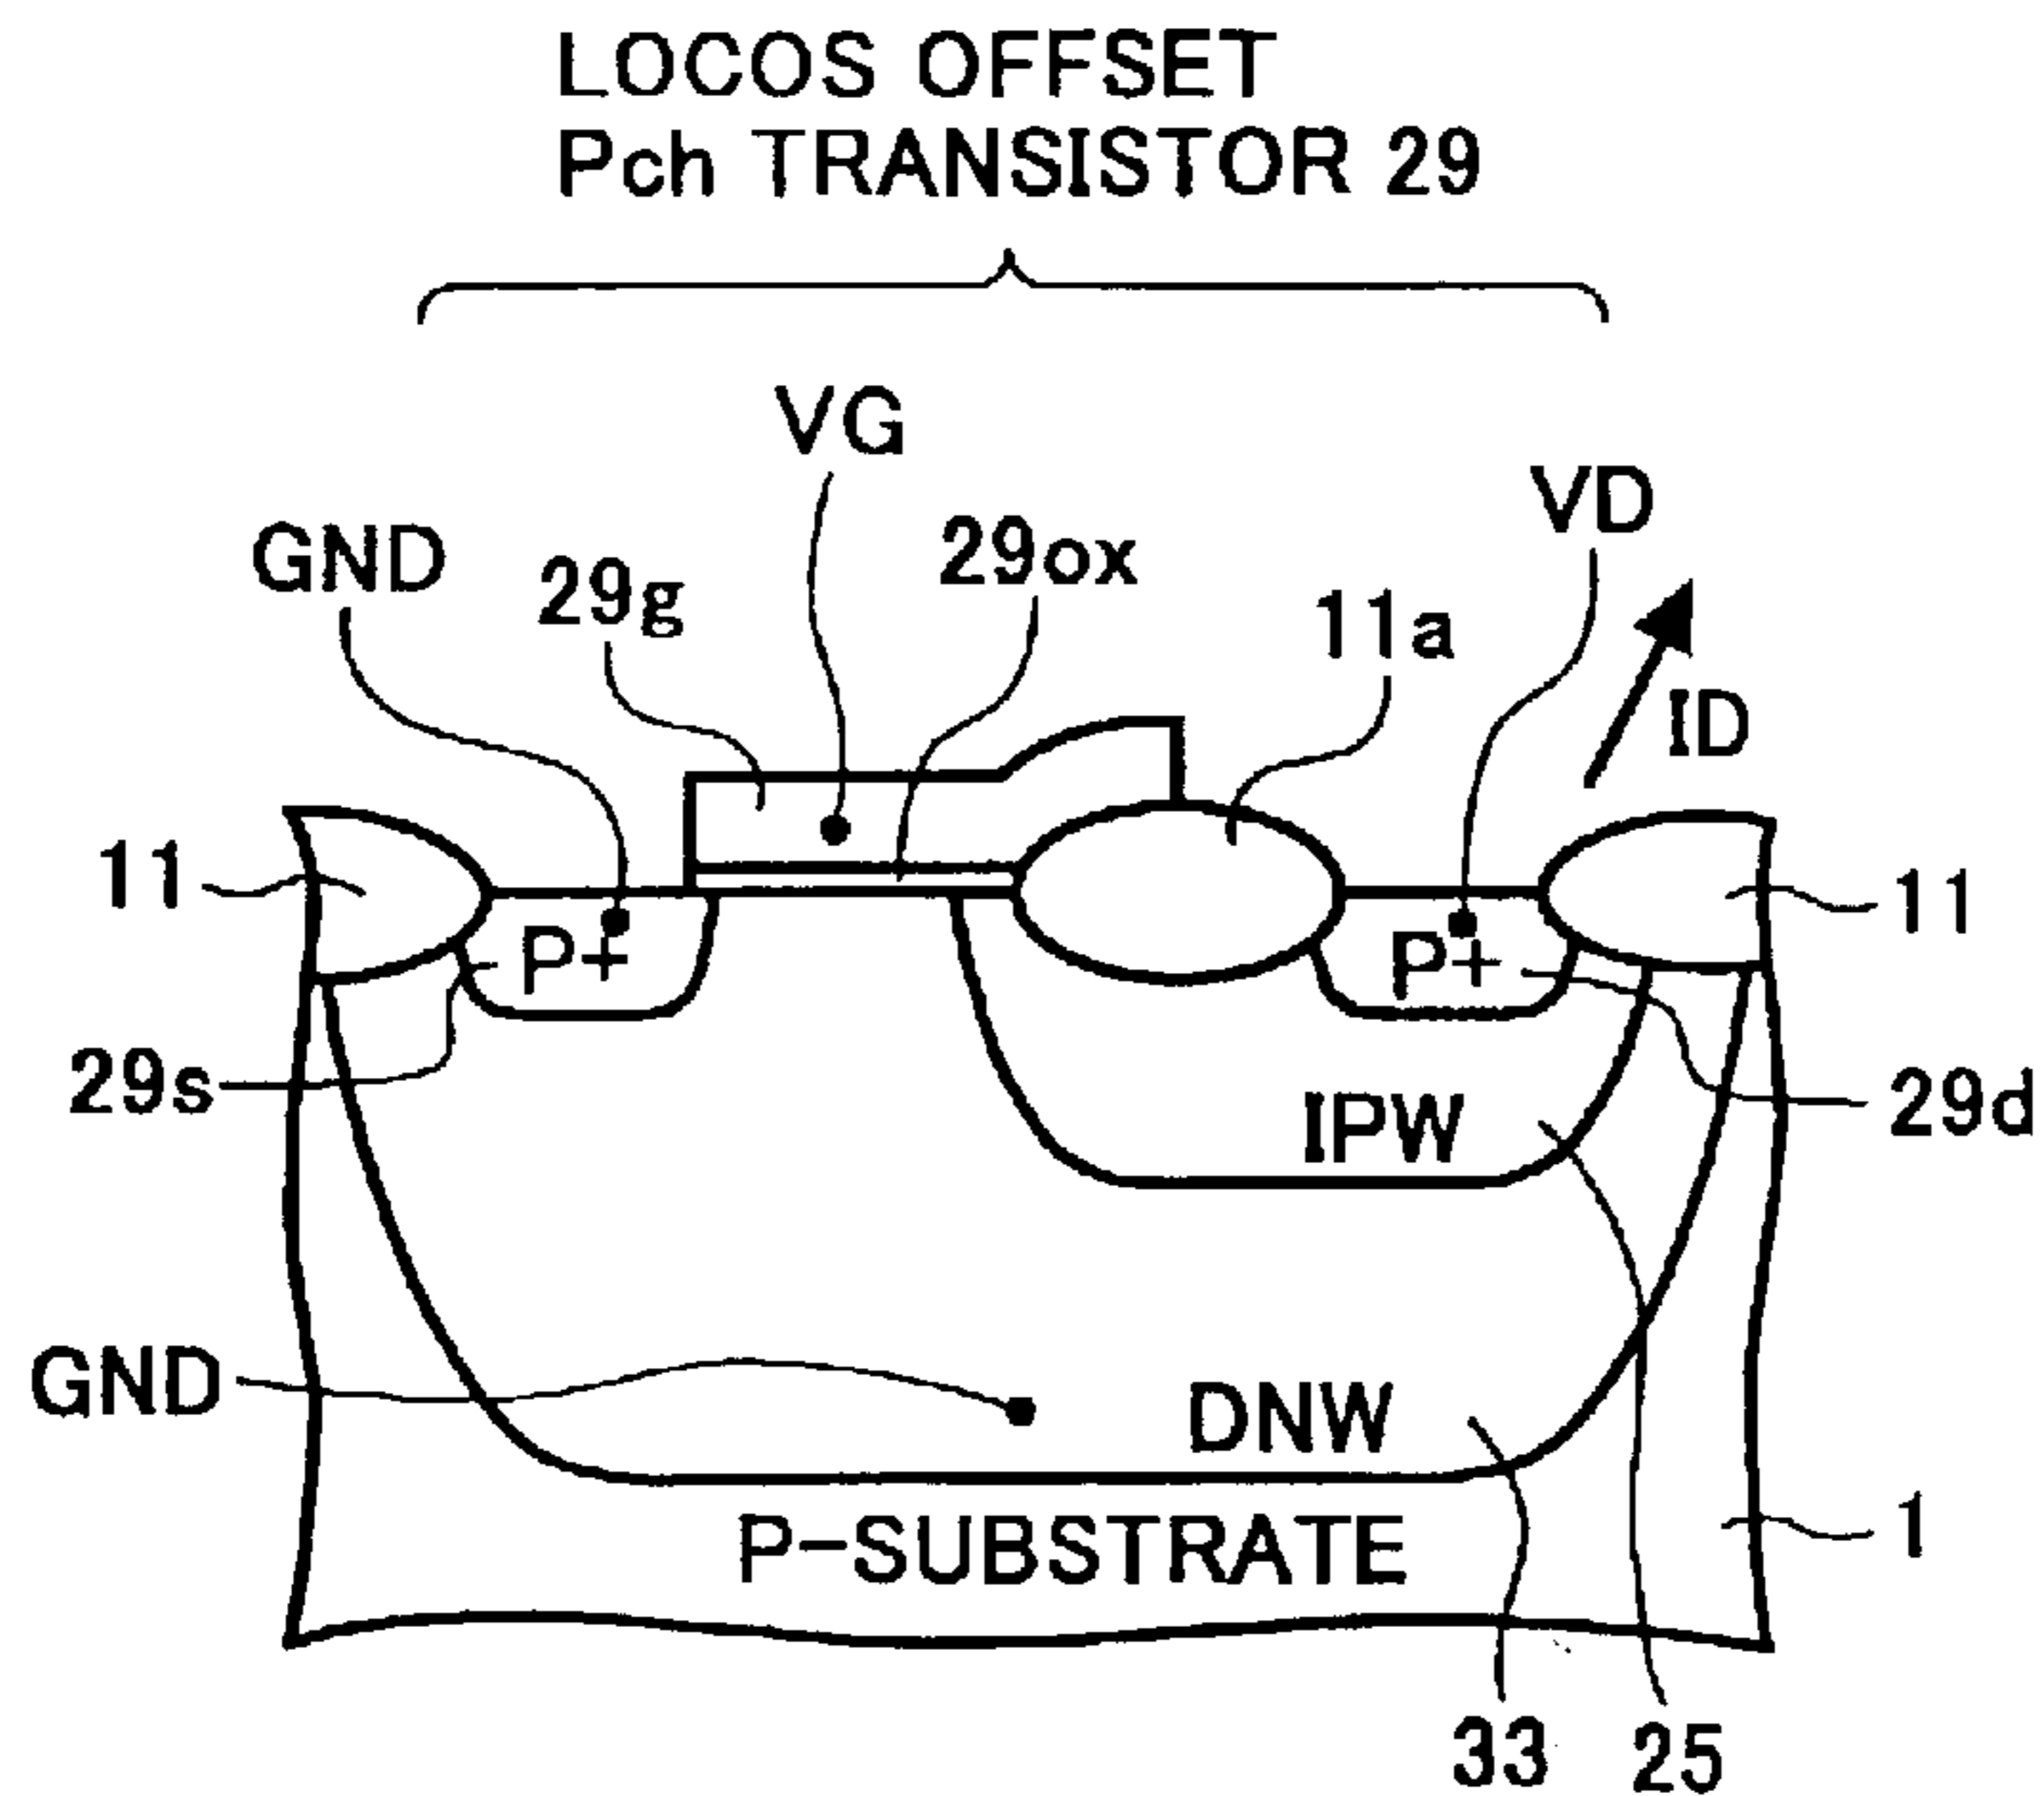 LOCOS OFFSET
Pch TRANSISTOR 29
VG
VD
GND
29g
29ox
11a
ID
11
11
P+
P+
29s
29d
IPW
GND
DNW
P-SUBSTRATE
1
33
25